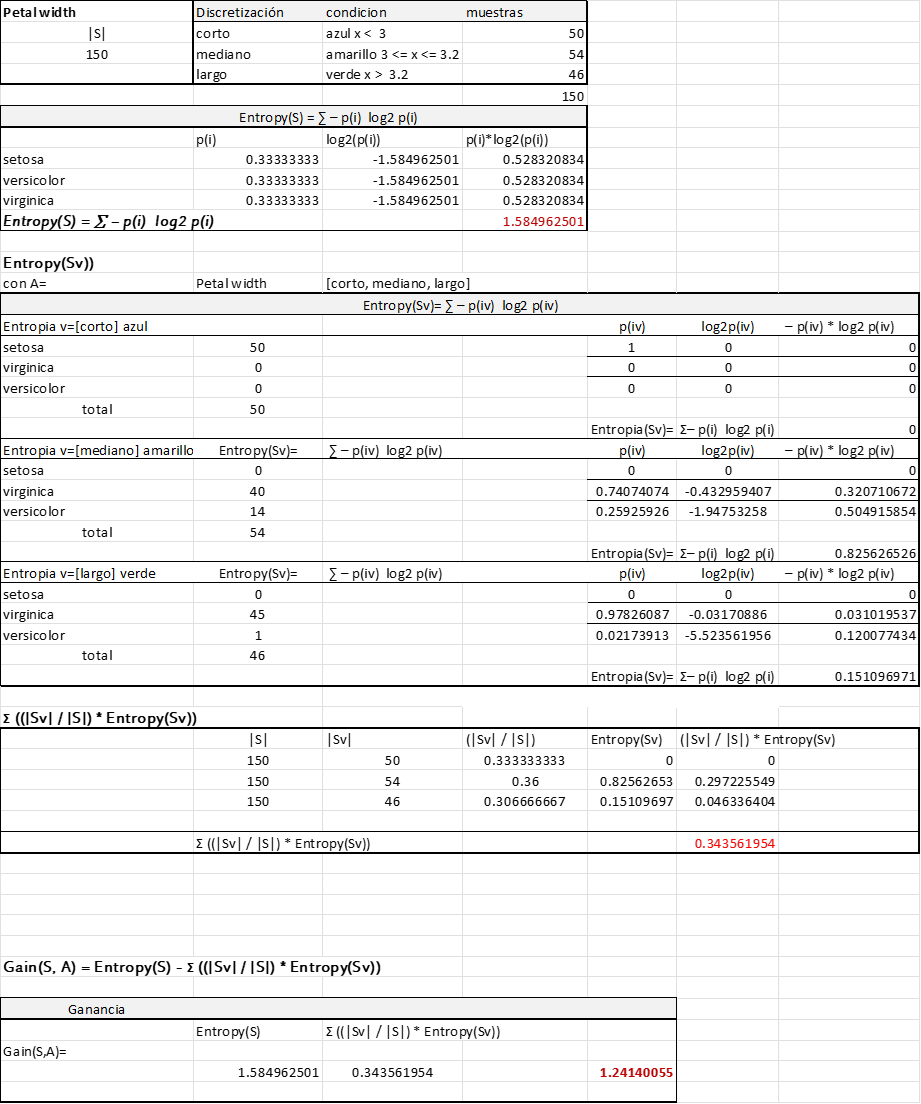 Petal width Discretización condicion muestras
|S| corto azul x < 3 50
150 mediano amarillo 3 <= x <= 3.2 54
largo verde x > 3.2 46
150
Entropy(S) = ∑ – p(i) log2 p(i)
p(i) log2(p(i)) p(i)*log2(p(i))
setosa 0.33333333 -1.584962501 0.528320834
versicolor 0.33333333 -1.584962501 0.528320834
virginica 0.33333333 -1.584962501 0.528320834
Entropy(S) = ∑ – p(i) log2 p(i) 1.584962501
Entropy(Sv))
con A= Petal width [corto, mediano, largo]
Entropy(Sv)= ∑ – p(iv) log2 p(iv)
Entropia v=[corto] azul p(iv) log2p(iv) – p(iv) * log2 p(iv)
setosa 50 1 0 0
virginica 0 0 0 0
versicolor 0 0 0 0
total 50
Entropia(Sv)= Σ– p(i) log2 p(i) 0
Entropia v=[mediano] amarillo Entropy(Sv)= ∑ – p(iv) log2 p(iv) p(iv) log2p(iv) – p(iv) * log2 p(iv)
setosa 0 0 0 0
virginica 40 0.74074074 -0.432959407 0.320710672
versicolor 14 0.25925926 -1.94753258 0.504915854
total 54
Entropia(Sv)= Σ– p(i) log2 p(i) 0.825626526
Entropia v=[largo] verde Entropy(Sv)= ∑ – p(iv) log2 p(iv) p(iv) log2p(iv) – p(iv) * log2 p(iv)
setosa 0 0 0 0
virginica 45 0.97826087 -0.03170886 0.031019537
versicolor 1 0.02173913 -5.523561956 0.120077434
total 46
Entropia(Sv)= Σ– p(i) log2 p(i) 0.151096971
Σ ((|Sv| / |S|) * Entropy(Sv))
|S| |Sv| (|Sv| / |S|) Entropy(Sv) (|Sv| / |S|) * Entropy(Sv)
150 50 0.333333333 0 0
150 54 0.36 0.82562653 0.297225549
150 46 0.306666667 0.15109697 0.046336404
Σ ((|Sv| / |S|) * Entropy(Sv)) 0.343561954
Gain(S, A) = Entropy(S) - Σ ((|Sv| / |S|) * Entropy(Sv))
Ganancia
Entropy(S) Σ ((|Sv| / |S|) * Entropy(Sv))
Gain(S,A)=
1.584962501 0.343561954 1.24140055